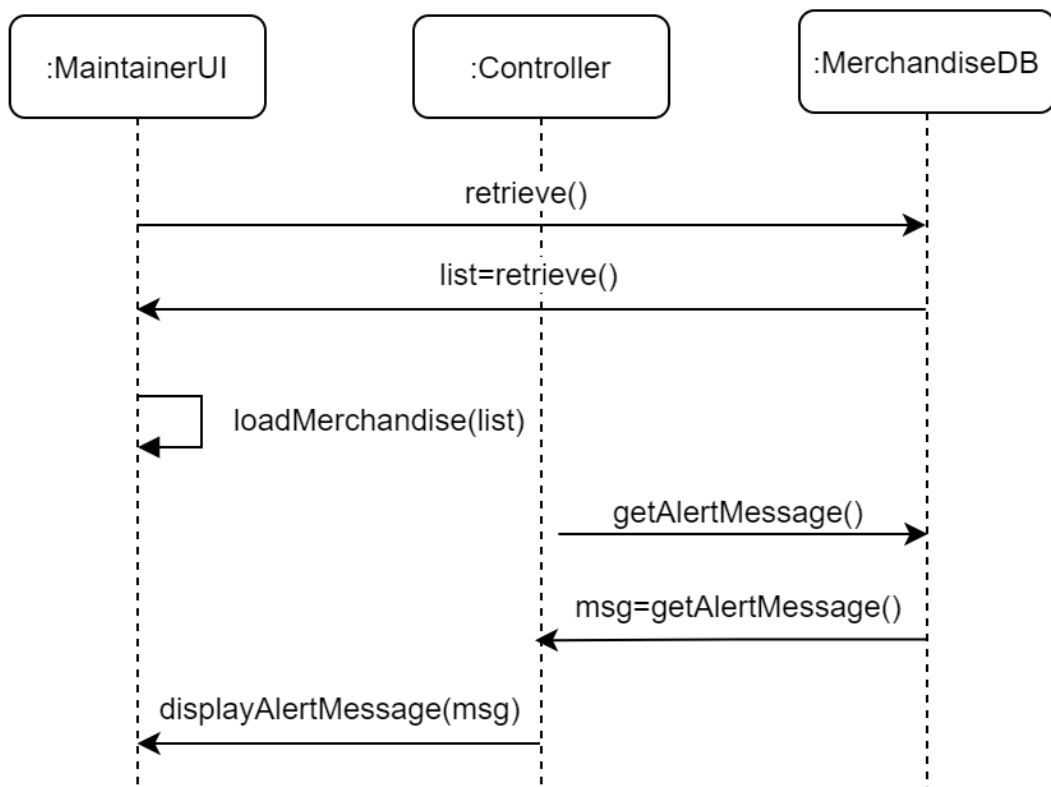 :MaintainerUI
:Controller
:MerchandiseDB
retrieve()
list=retrieve()
loadMerchandise(list)
getAlertMessage()
msg=getAlertMessage()
displayAlertMessage(msg)